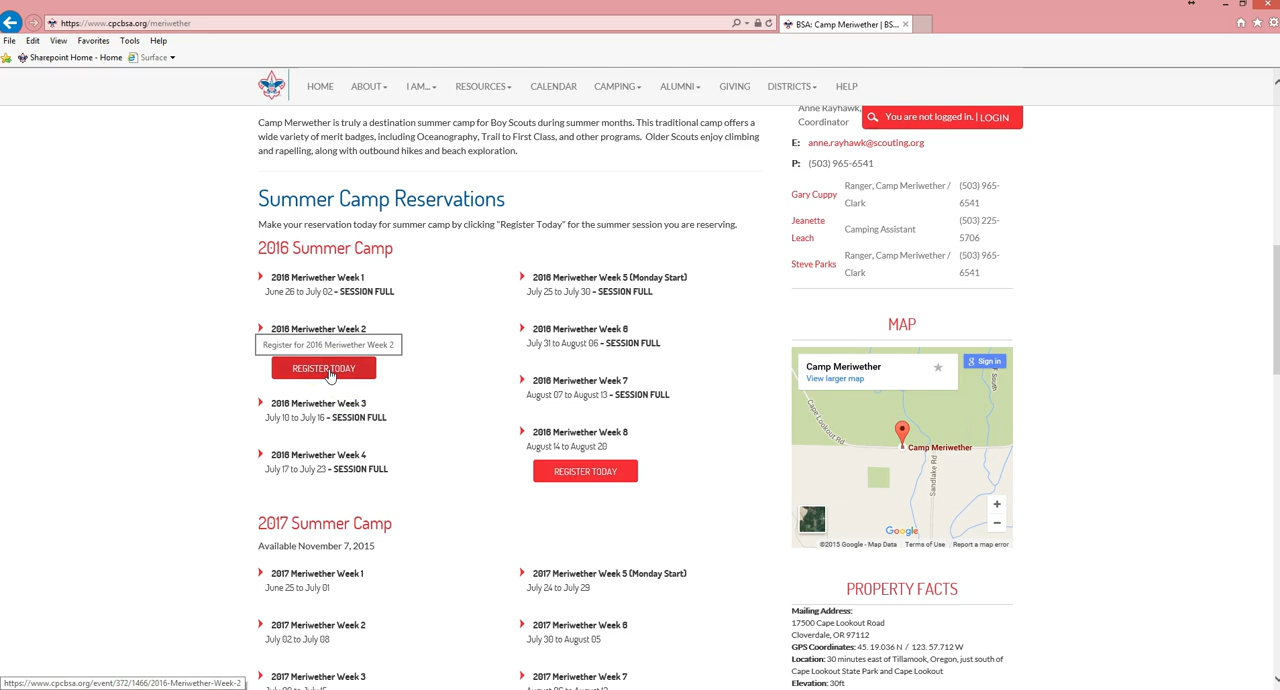 https://www.cpcbsa.org/meriwether
BSA: Camp Meriwether | BS...
File Edit View Favorites Tools Help
Sharepoint Home - Home Surface
HOME ABOUT I AM... RESOURCES CALENDAR CAMPING ALUMNI GIVING DISTRICTS HELP
Camp Merwether is truly a destination summer camp for Boy Scouts during summer months. This traditional camp offers a
wide variety of merit badges, including Oceanography, Trail to First Class, and other programs. Older Scouts enjoy climbing
and rapelling, along with outbound hikes and beach exploration.
Summer Camp Reservations
Make your reservation today for summer camp by clicking "Register Today" for the summer session you are reserving.
2016 Summer Camp
2016 Meriwether Week 1
June 26 to July 02 - SESSION FULL
2016 Meriwether Week 2
Register for 2016 Meriwether Week 2
REGISTER TODAY
2016 Meriwether Week 3
July 10 to July 16 - SESSION FULL
2016 Meriwether Week 4
July 17 to July 23 - SESSION FULL
2016 Meriwether Week 5 (Monday Start)
July 25 to July 30 - SESSION FULL
2016 Meriwether Week 6
July 31 to August 06 - SESSION FULL
2016 Meriwether Week 7
August 07 to August 13 - SESSION FULL
2016 Meriwether Week 8
August 14 to August 20
REGISTER TODAY
2017 Summer Camp
Available November 7, 2015
2017 Meriwether Week 1
June 25 to July 01
2017 Meriwether Week 2
July 02 to July 08
2017 Meriwether Week 3
2017 Meriwether Week 5 (Monday Start)
July 24 to July 29
2017 Meriwether Week 6
July 30 to August 05
2017 Meriwether Week 7
Anne Rayhawk,
Coordinator
You are not logged in. | LOGIN
E: anne.rayhawk@scouting.org
P: (503) 965-6541
Gary Cuppy Ranger, Camp Meriwether / Clark (503) 965-6541
Jeanette Leach Camping Assistant (503) 225-5706
Steve Parks Ranger, Camp Meriwether / Clark (503) 965-6541
MAP
Camp Meriwether
View larger map
Sign in
Cape Lookout Rd
Camp Meriwether
Sandlake Rd
Google
©2015 Google - Map Data Terms of Use Report a map error
PROPERTY FACTS
Mailing Address:
17500 Cape Lookout Road
Cloverdale, OR 97112
GPS Coordinates: 45. 19.036 N / 123. 57.712 W
Location: 30 minutes east of Tillamook, Oregon, just south of
Cape Lookout State Park and Cape Lookout
Elevation: 30ft
https://www.cpcbsa.org/event/372/1466/2016-Meriwether-Week-2